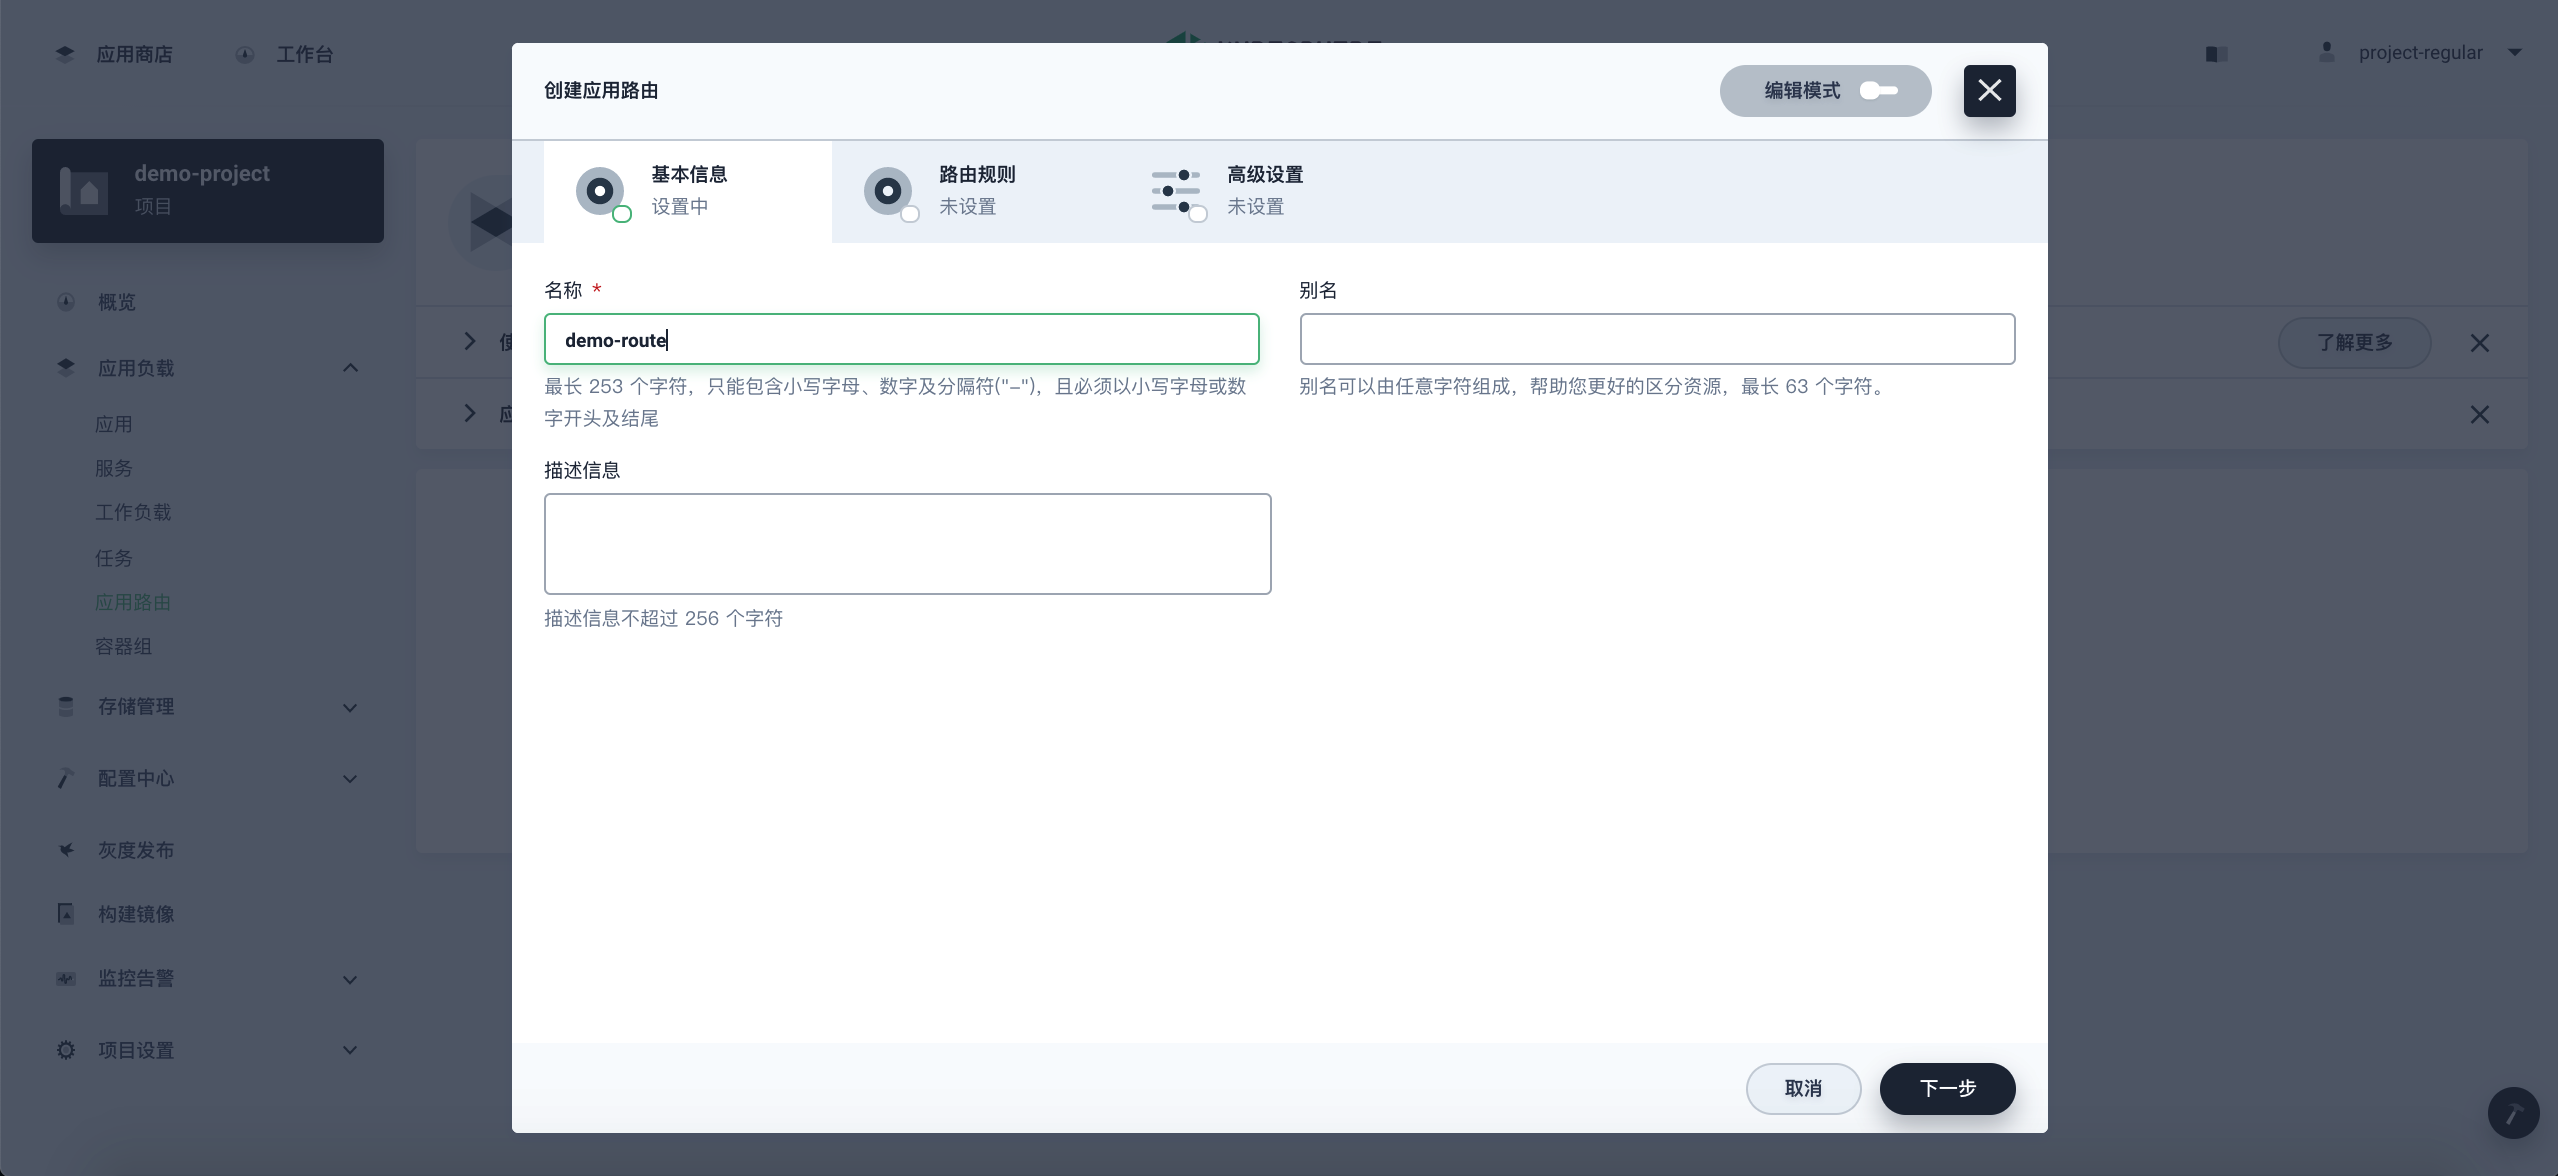 应用商店
工作台
project-regular
demo-project
项目
概览
应用负载
应用
服务
工作负载
任务
应用路由
容器组
存储管理
配置中心
灰度发布
构建镜像
监控告警
项目设置
了解更多
创建应用路由
编辑模式
基本信息
设置中
路由规则
未设置
高级设置
未设置
名称 *
demo-route
最长 253 个字符，只能包含小写字母、数字及分隔符("-")，且必须以小写字母或数
字开头及结尾
别名
别名可以由任意字符组成，帮助您更好的区分资源，最长 63 个字符。
描述信息
描述信息不超过 256 个字符
取消
下一步